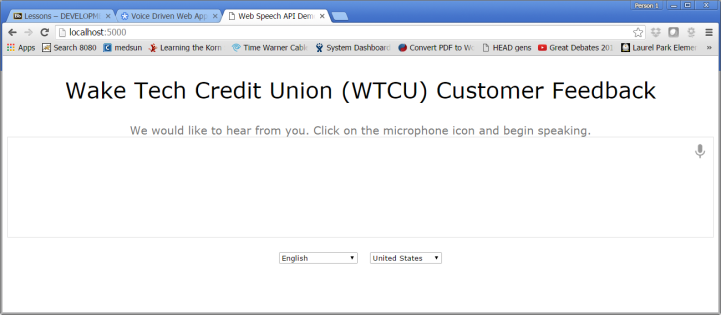 Person 1
Lessons – DEVELOPM
Voice Driven Web App
Web Speech API Dem
localhost:5000
Apps
Search 8080
medsun
Learning the Korn
Time Warner Cabl
System Dashboard
Convert PDF to Wo
HEAD gens
Great Debates 201
Laurel Park Elemen
»
Wake Tech Credit Union (WTCU) Customer Feedback
We would like to hear from you. Click on the microphone icon and begin speaking.
English
United States